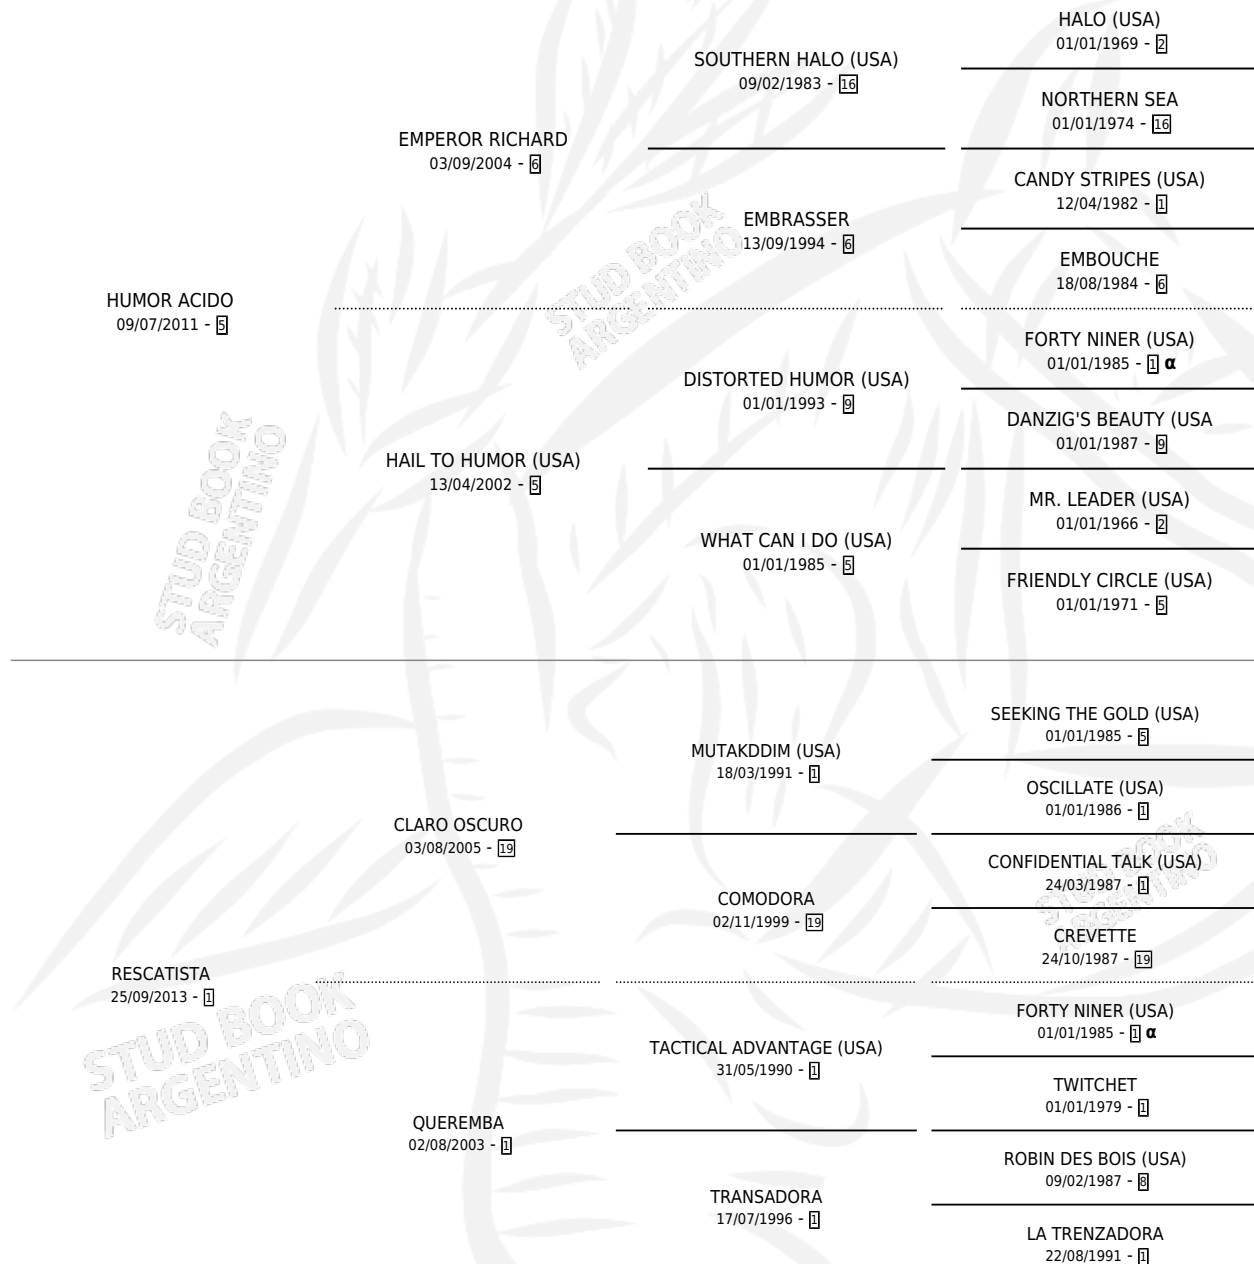 HALO (USA)
01/01/1969 - 2
SOUTHERN HALO (USA)
09/02/1983 - 16
NORTHERN SEA
01/01/1974 - 16
EMPEROR RICHARD
03/09/2004 - 6
CANDY STRIPES (USA)
12/04/1982 - 1
EMBRASSER
13/09/1994 - 6
EMBOUCHE
18/08/1984 - 6
HUMOR ACIDO
09/07/2011 - 5
FORTY NINER (USA)
01/01/1985 - 1 α
DISTORTED HUMOR (USA)
01/01/1993 - 9
DANZIG'S BEAUTY (USA
01/01/1987 - 9
HAIL TO HUMOR (USA)
13/04/2002 - 5
MR. LEADER (USA)
01/01/1966 - 2
WHAT CAN I DO (USA)
01/01/1985 - 5
FRIENDLY CIRCLE (USA)
01/01/1971 - 5
SEEKING THE GOLD (USA)
01/01/1985 - 5
MUTAKDDIM (USA)
18/03/1991 - 1
OSCILLATE (USA)
01/01/1986 - 1
CLARO OSCURO
03/08/2005 - 19
CONFIDENTIAL TALK (USA)
24/03/1987 - 1
COMODORA
02/11/1999 - 19
CREVETTE
24/10/1987 - 19
RESCATISTA
25/09/2013 - 1
FORTY NINER (USA)
01/01/1985 - 1 α
TACTICAL ADVANTAGE (USA)
31/05/1990 - 1
TWITCHET
01/01/1979 - 1
QUEREMBA
02/08/2003 - 1
ROBIN DES BOIS (USA)
09/02/1987 - 8
TRANSADORA
17/07/1996 - 1
LA TRENZADORA
22/08/1991 - 1
STUD BOOK
ARGENTINO
STUD BOOK
ARGENTINO
STUD BOOK
ARGENTINO
STUD BOOK
ARGENTINO